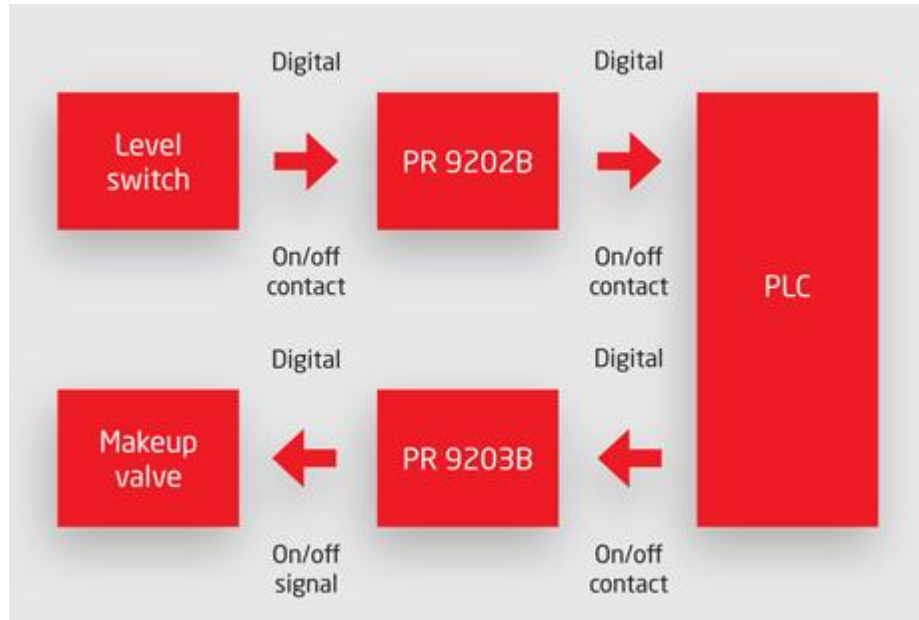 Digital
Digital
Level
switch
PR 9202B
On/off
contact
On/off
contact
PLC
Digital
Digital
Makeup
valve
PR 9203B
On/off
signal
On/off
contact